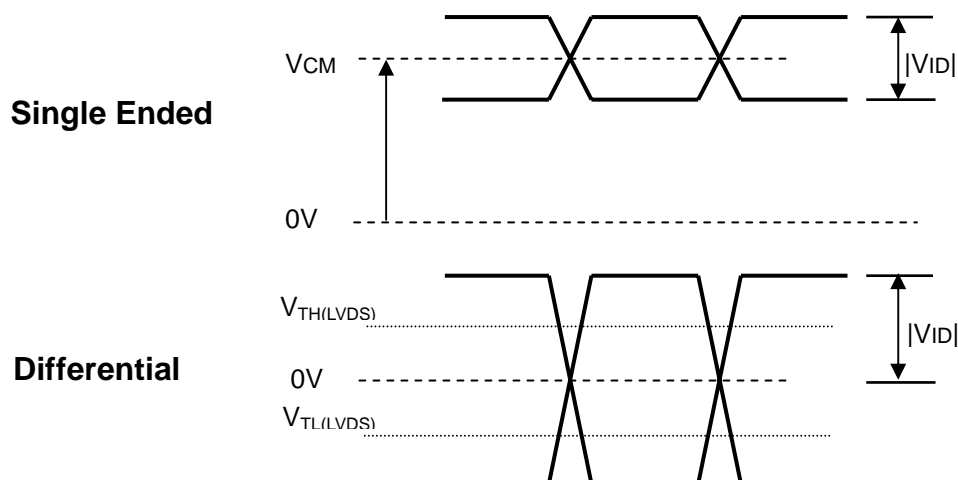 VCM
|VID|
Single Ended
0V
VTH(LVDS)
|VID|
Differential
0V
VTL(LVDS)